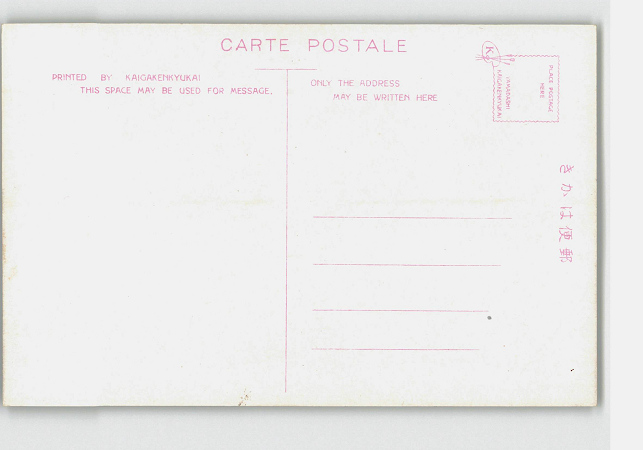 CARTE POSTALE
PRINTED BY KAIGAKENKYUKAI
THIS SPACE MAY BE USED FOR MESSAGE.
ONLY THE ADDRESS
MAY BE WRITTEN HERE
K
PLACE POSTAGE
HERE
KAIGAKENKYUKAI
きかは便郵